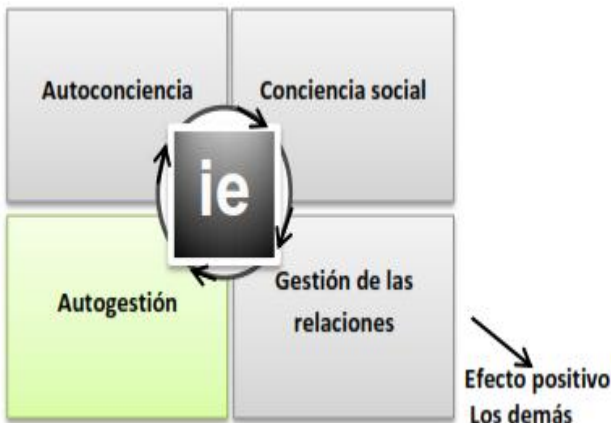 Autoconciencia
Conciencia social
ie
Autogestión
Gestión de las
relaciones
Efecto positivo
Los demás